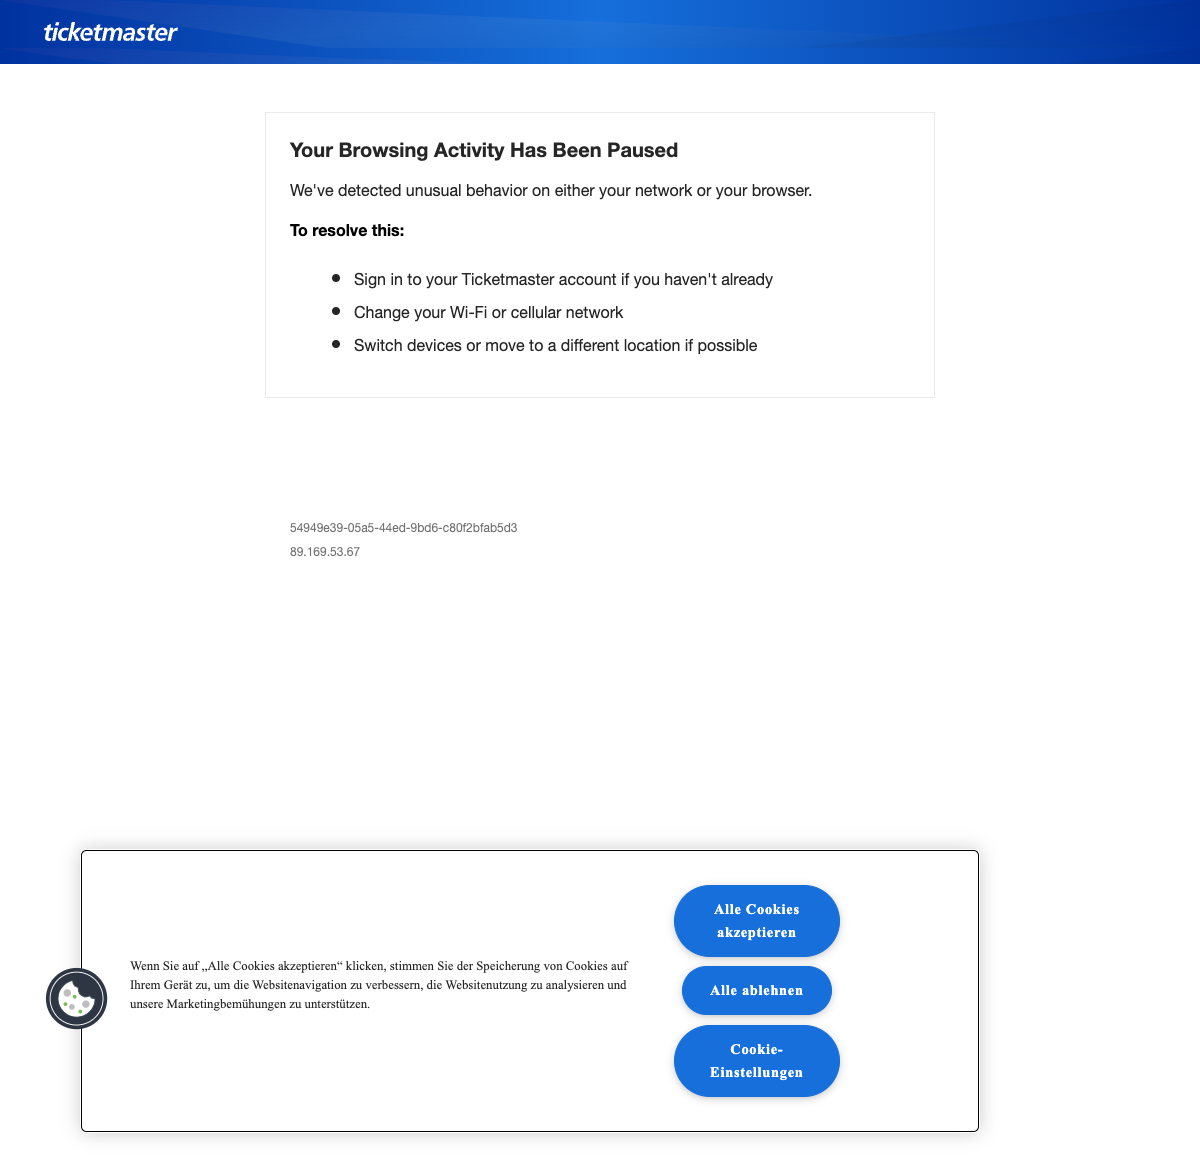 ticketmaster
Your Browsing Activity Has Been Paused
We've detected unusual behavior on either your network or your browser.
To resolve this:
Sign in to your Ticketmaster account if you haven't already
Change your Wi-Fi or cellular network
Switch devices or move to a different location if possible
54949e39-05a5-44ed-9bd6-c80f2bfab5d3
89.169.53.67
Wenn Sie auf „Alle Cookies akzeptieren“ klicken, stimmen Sie der Speicherung von Cookies auf
Ihrem Gerät zu, um die Websitenavigation zu verbessern, die Websitenutzung zu analysieren und
unsere Marketingbemühungen zu unterstützen.
Alle Cookies
akzeptieren
Alle ablehnen
Cookie-
Einstellungen